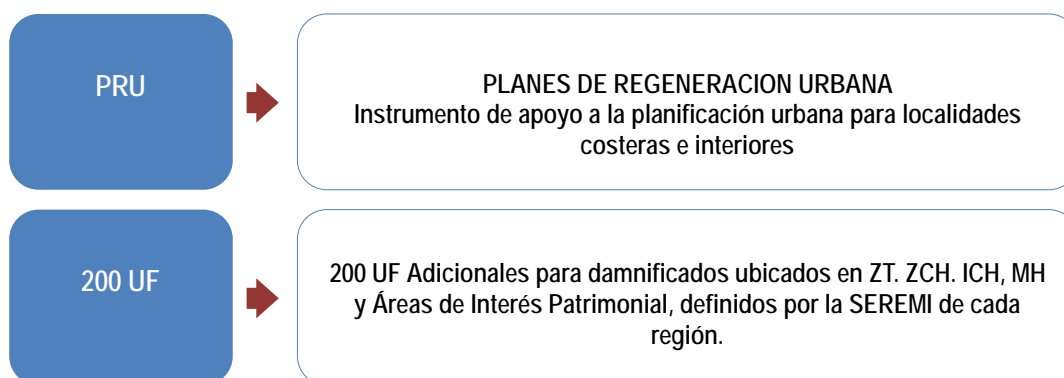 PRU
PLANES DE REGENERACION URBANA
Instrumento de apoyo a la planificación urbana para localidades
costeras e interiores
200 UF
200 UF Adicionales para damnificados ubicados en ZT. ZCH. ICH, MH
y Áreas de Interés Patrimonial, definidos por la SEREMI de cada
región.